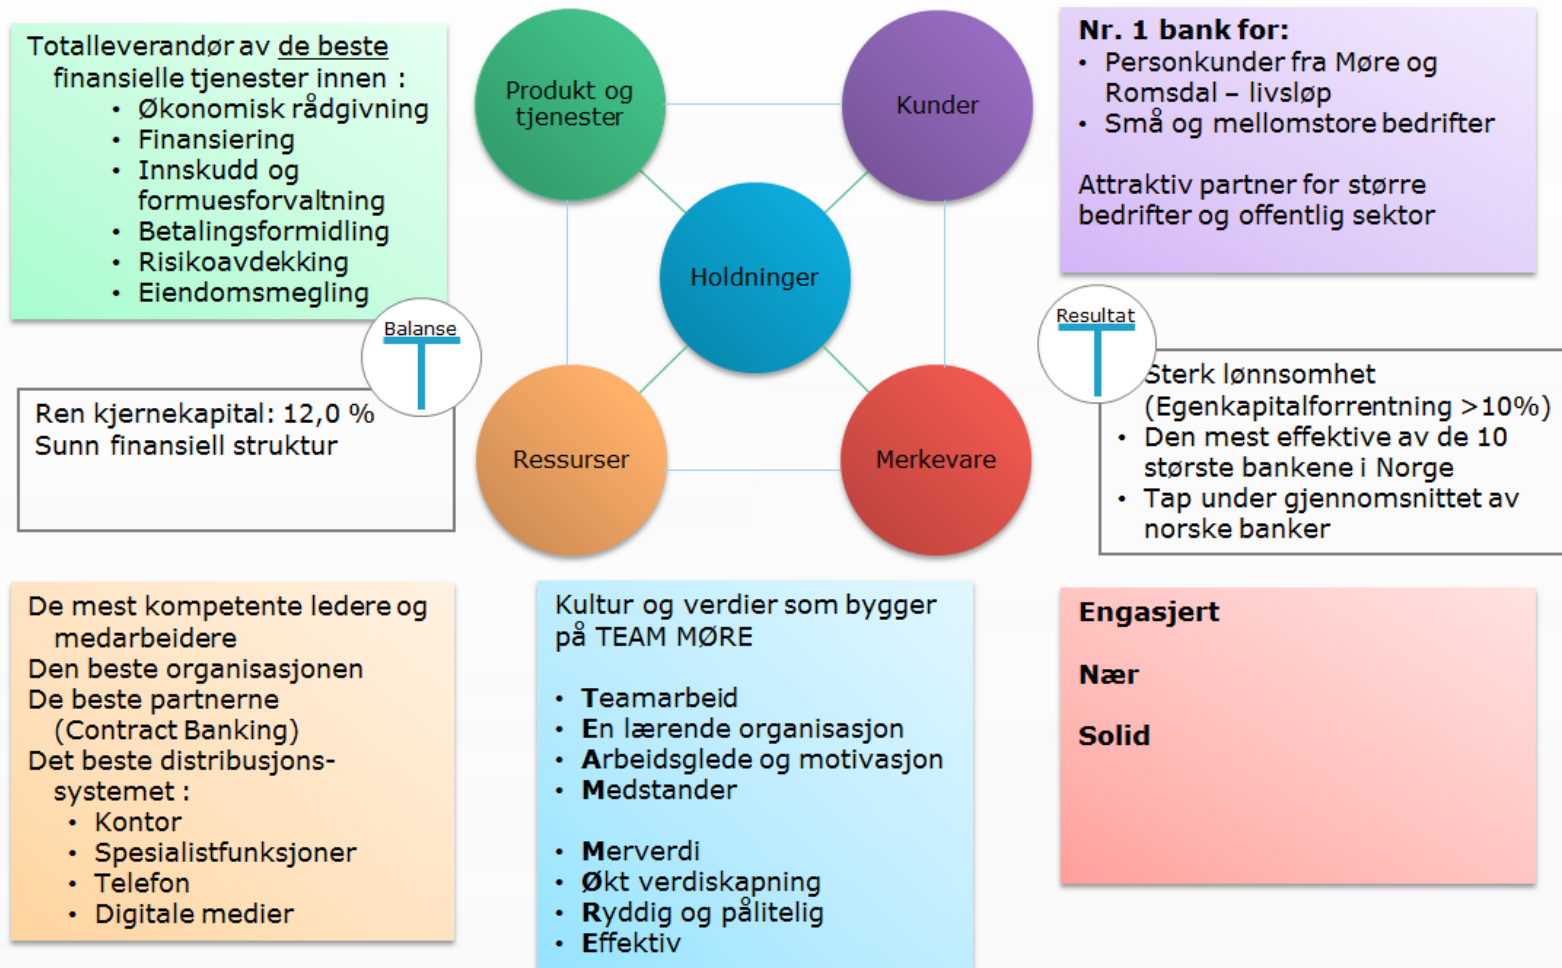 Totalleverandør av de beste
finansielle tjenester innen :
• Økonomisk rådgivning
• Finansiering
• Innskudd og
formuesforvaltning
• Betalingsformidling
• Risikoavdekking
• Eiendomsmegling
Produkt og
tjenester
Kunder
Holdninger
Ressurser
Merkevare
Nr. 1 bank for:
• Personkunder fra Møre og
Romsdal – livsløp
• Små og mellomstore bedrifter
Attraktiv partner for større
bedrifter og offentlig sektor
Balanse
Ren kjernekapital: 12,0 %
Sunn finansiell struktur
Resultat
Sterk lønnsomhet
(Egenkapitalforrentning >10%)
• Den mest effektive av de 10
største bankene i Norge
• Tap under gjennomsnittet av
norske banker
De mest kompetente ledere og
medarbeidere
Den beste organisasjonen
De beste partnerne
(Contract Banking)
Det beste distribusjons-
systemet :
• Kontor
• Spesialistfunksjoner
• Telefon
• Digitale medier
Kultur og verdier som bygger
på TEAM MØRE
• Teamarbeid
• En lærende organisasjon
• Arbeidsglede og motivasjon
• Medstander
• Merverdi
• Økt verdiskapning
• Ryddig og pålitelig
• Effektiv
Engasjert
Nær
Solid